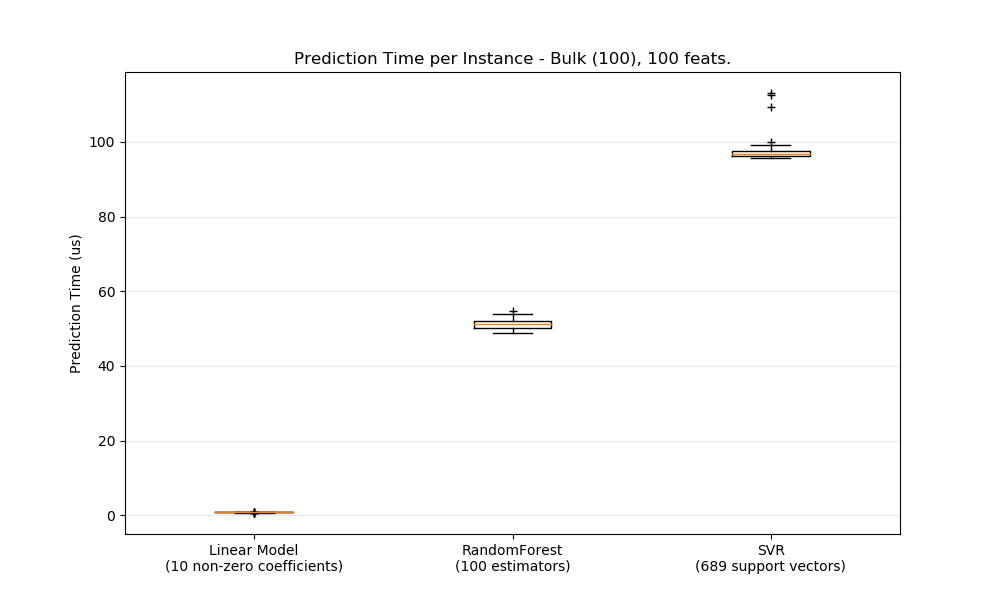 Prediction Time per Instance - Bulk (100), 100 feats.
Prediction Time (us)
100
80
60
40
20
0
Linear Model
(10 non-zero coefficients)
RandomForest
(100 estimators)
SVR
(689 support vectors)